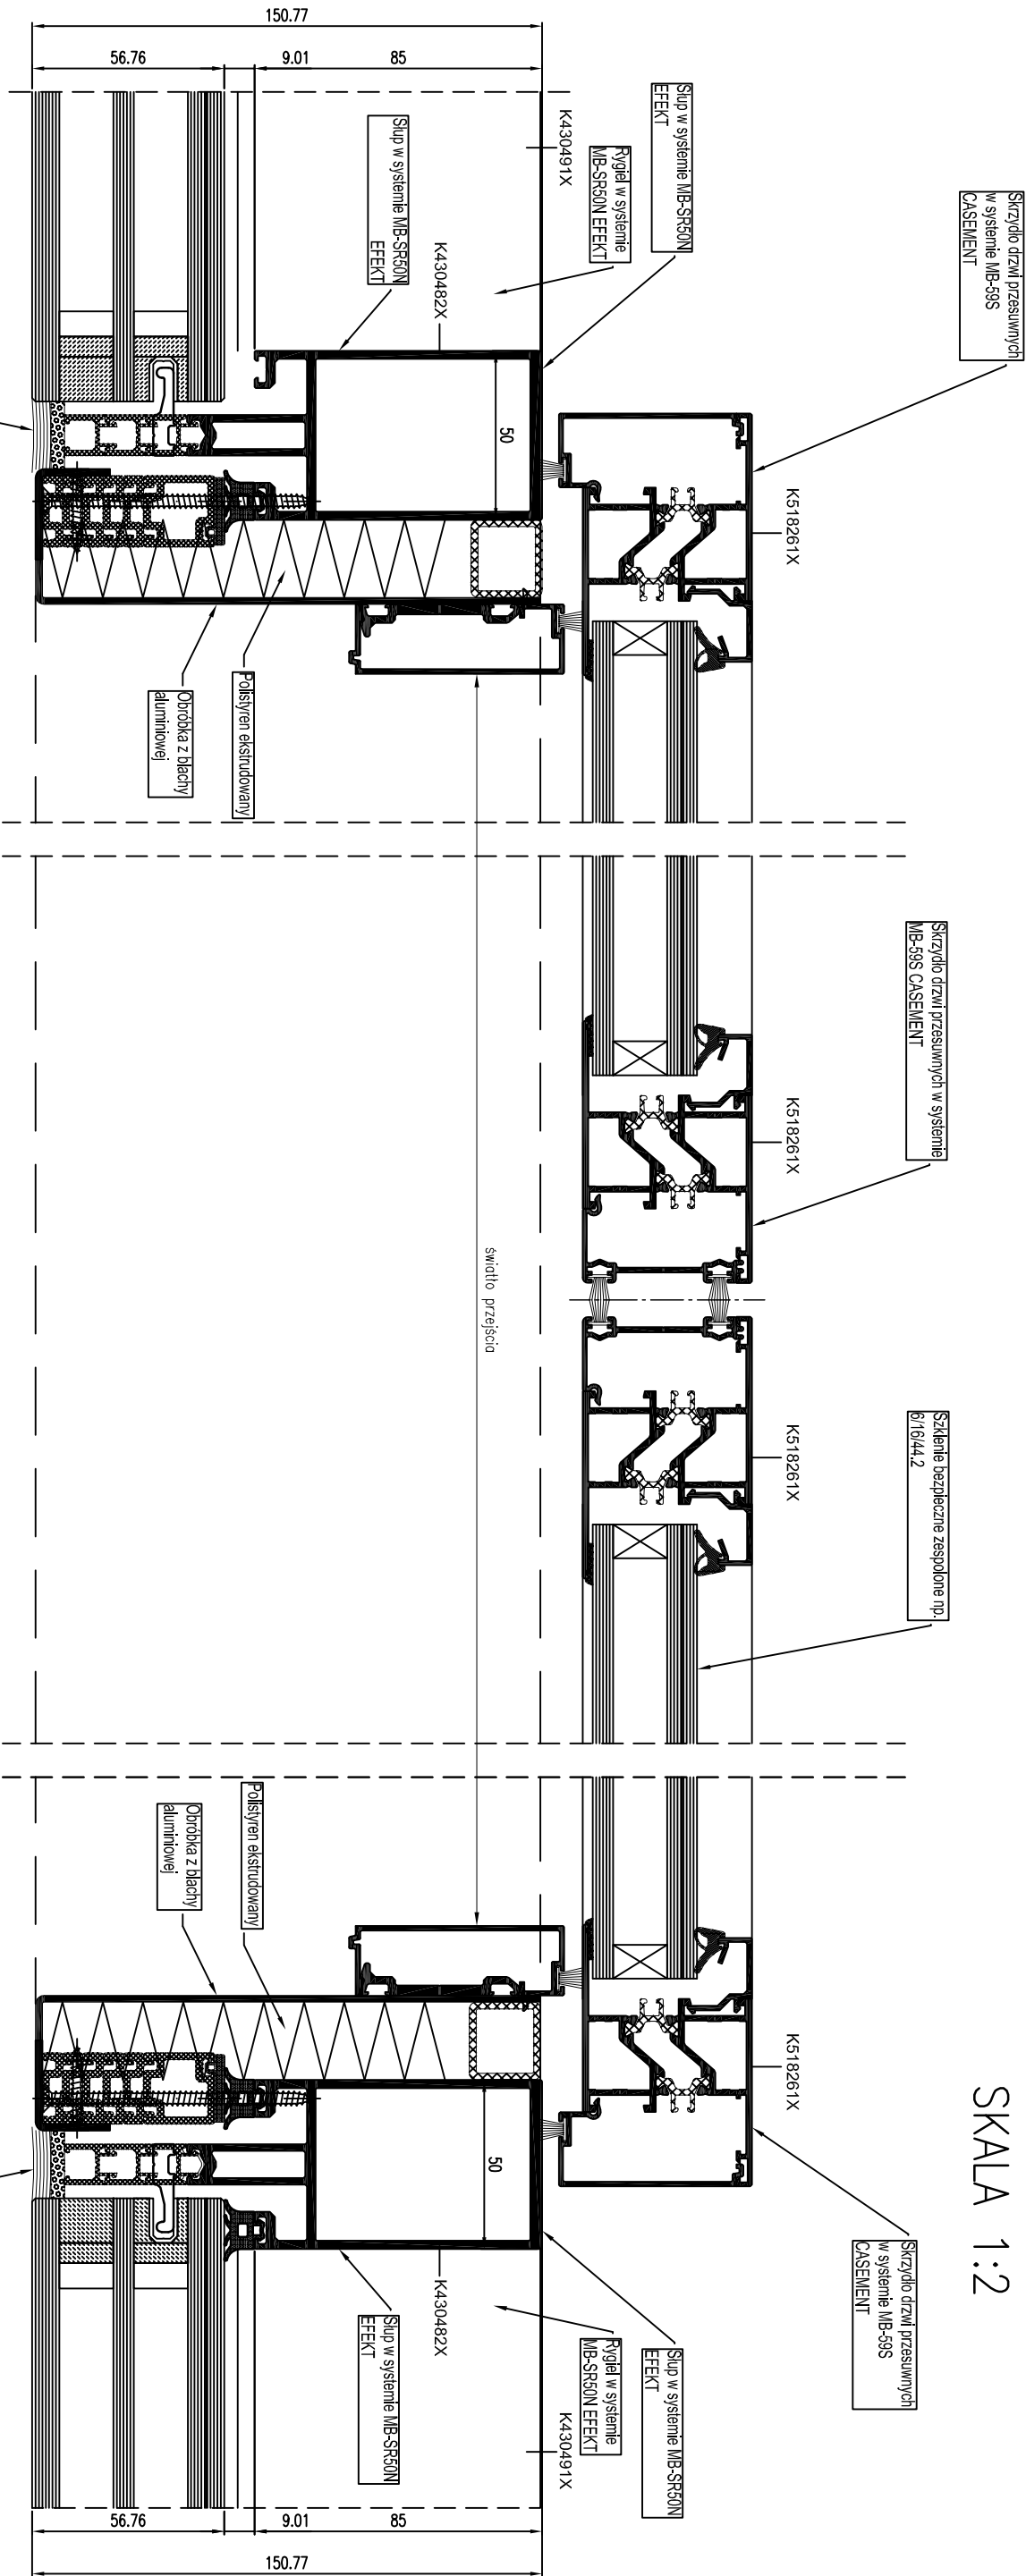 SKALA 1:2
Skrzydło drzwi przesuwnych
w systemie MB-59S
CASEMENT
Skrzydło drzwi przesuwnych w systemie
MB-59S CASEMENT
Szklenie bezpieczne zespolone np.
6/16/44.2
Skrzydło drzwi przesuwnych
w systemie MB-59S
CASEMENT
K518261X
K518261X
K518261X
K518261X
Słup w systemie MB-SR50N
EFEKT
Rygiel w systemie
MB-SR50N EFEKT
K430491X
Słup w systemie MB-SR50N
EFEKT
K430482X
50
Polistyren ekstrudowany
Obróbka z blachy
aluminiowej
światło przejścia
Polistyren ekstrudowany
Obróbka z blachy
aluminiowej
50
Słup w systemie MB-SR50N
EFEKT
Rygiel w systemie
MB-SR50N EFEKT
K430491X
K430482X
Słup w systemie MB-SR50N
EFEKT
150.77
56.76
9.01
85
56.76
9.01
85
150.77